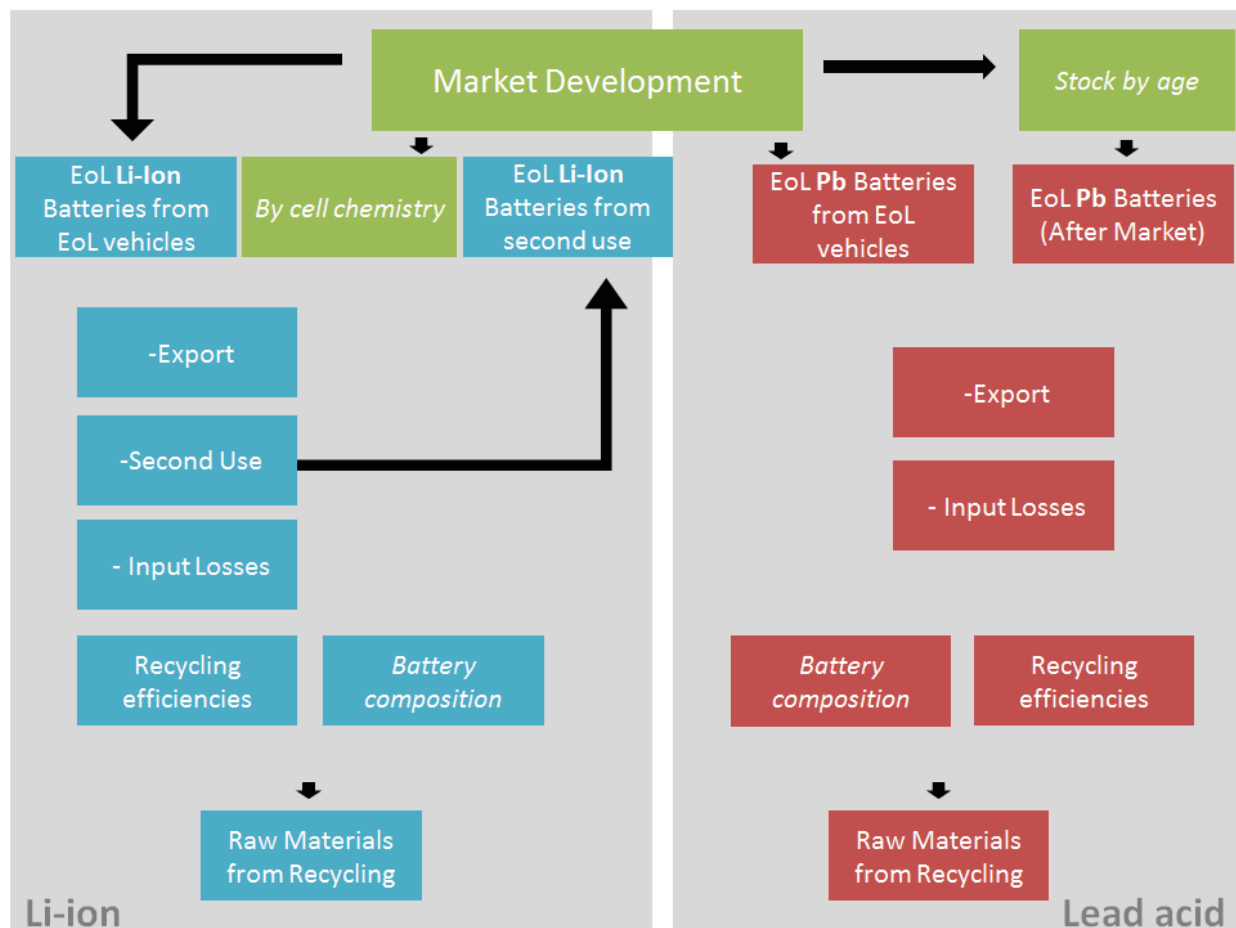 Market Development
Stock by age
EoL Li-Ion
Batteries from
EoL vehicles
By cell chemistry
EoL Li-Ion
Batteries from
second use
EoL Pb Batteries
from EoL
vehicles
EoL Pb Batteries
(After Market)
-Export
-Second Use
- Input Losses
-Export
- Input Losses
Recycling
efficiencies
Battery
composition
Battery
composition
Recycling
efficiencies
Raw Materials
from Recycling
Raw Materials
from Recycling
Li-ion
Lead acid